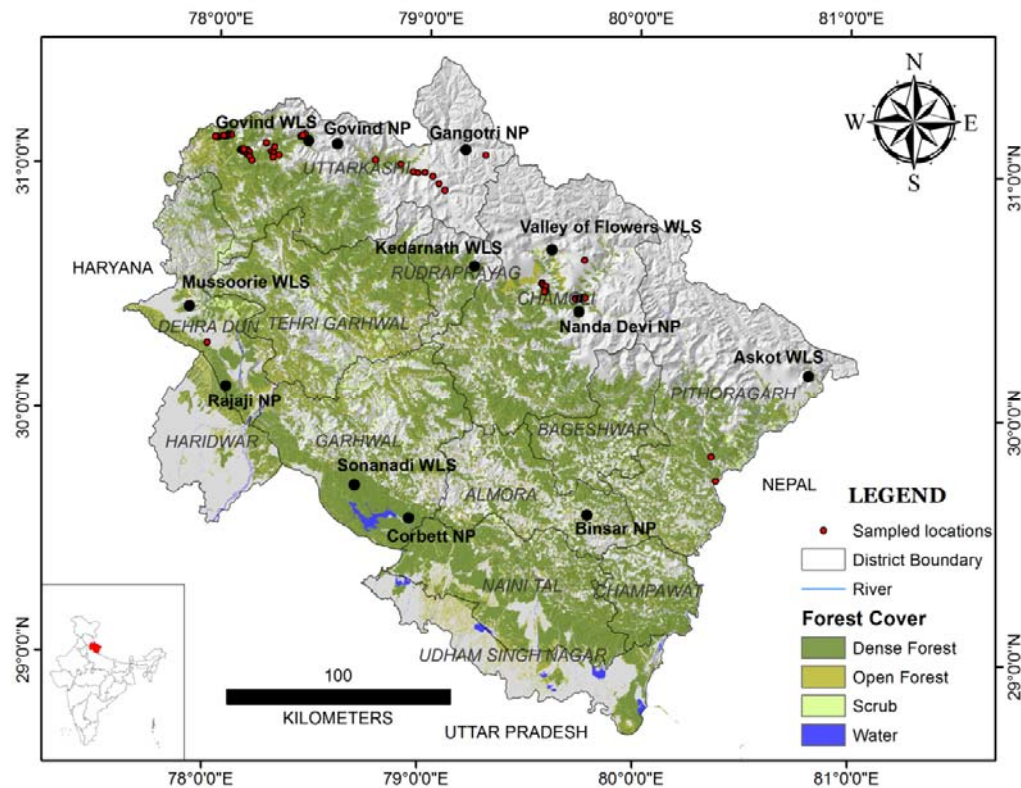 78°0'0"E
79°0'0"E
80°0'0"E
81°0'0"E
N
W
E
S
31°0'0"N
30°0'0"N
29°0'0"N
31°0'0"N
30°0'0"N
29°0'0"N
Govind WLS
Govind NP
Gangotri NP
UTTARKASHI
Valley of Flowers WLS
Kedarnath WLS
HARYANA
RUDRAPRAYAG
Mussoorie WLS
CHAMOLI
DEHRA DUN
TEHRI GARHWAL
Nanda Devi NP
Askot WLS
PITHORAGARH
Rajaji NP
HARIDWAR
GARHWAL
BAGESHWAR
Sonanadi WLS
ALMORA
NEPAL
Binsar NP
Corbett NP
NAINI TAL
CHAMPAWAT
UDHAM SINGH NAGAR
100
KILOMETERS
UTTAR PRADESH
LEGEND
Sampled locations
District Boundary
River
Forest Cover
Dense Forest
Open Forest
Scrub
Water
78°0'0"E
79°0'0"E
80°0'0"E
81°0'0"E